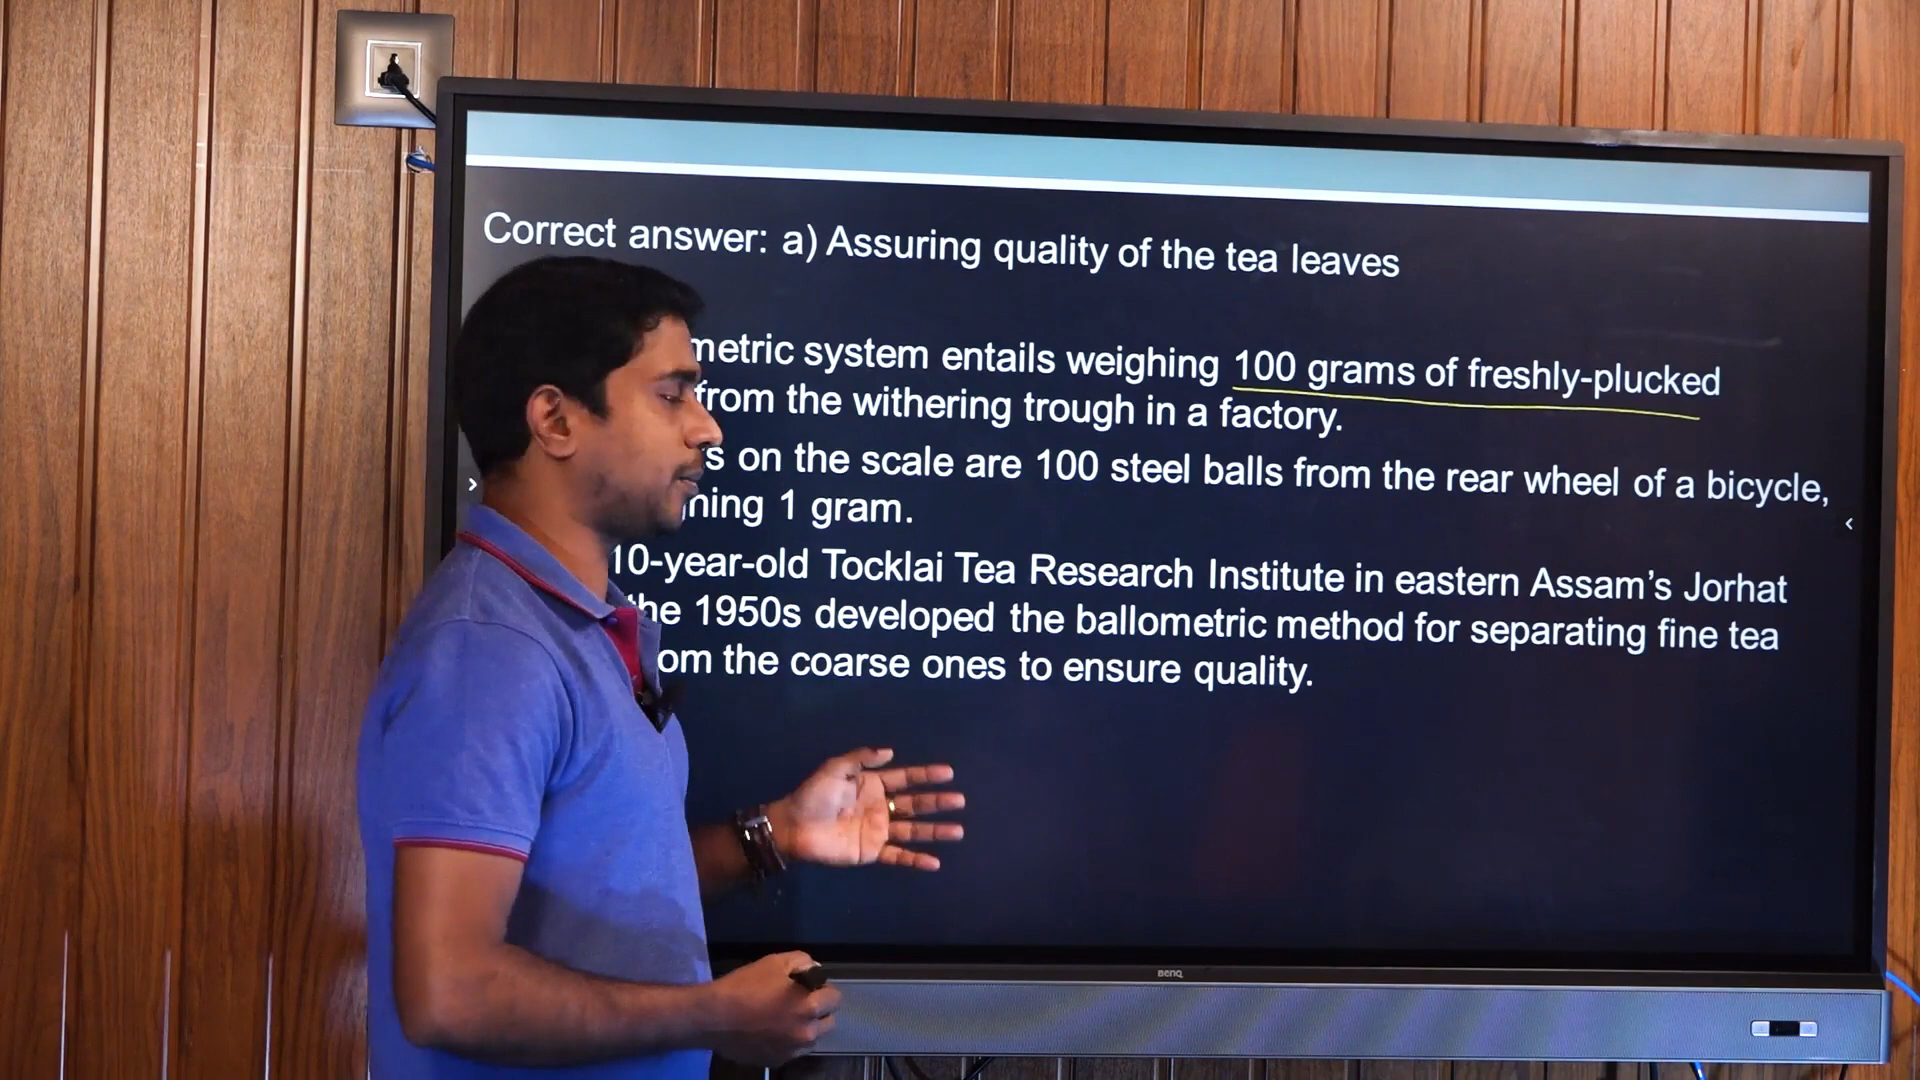 Correct answer: a) Assuring quality of the tea leaves
metric system entails weighing 100 grams of freshly-plucked
from the withering trough in a factory.
on the scale are 100 steel balls from the rear wheel of a bicycle,
1 gram.
10-year-old Tocklai Tea Research Institute in eastern Assam's Jorhat
the 1950s developed the ballometric method for separating fine tea
the coarse ones to ensure quality.
BenQ